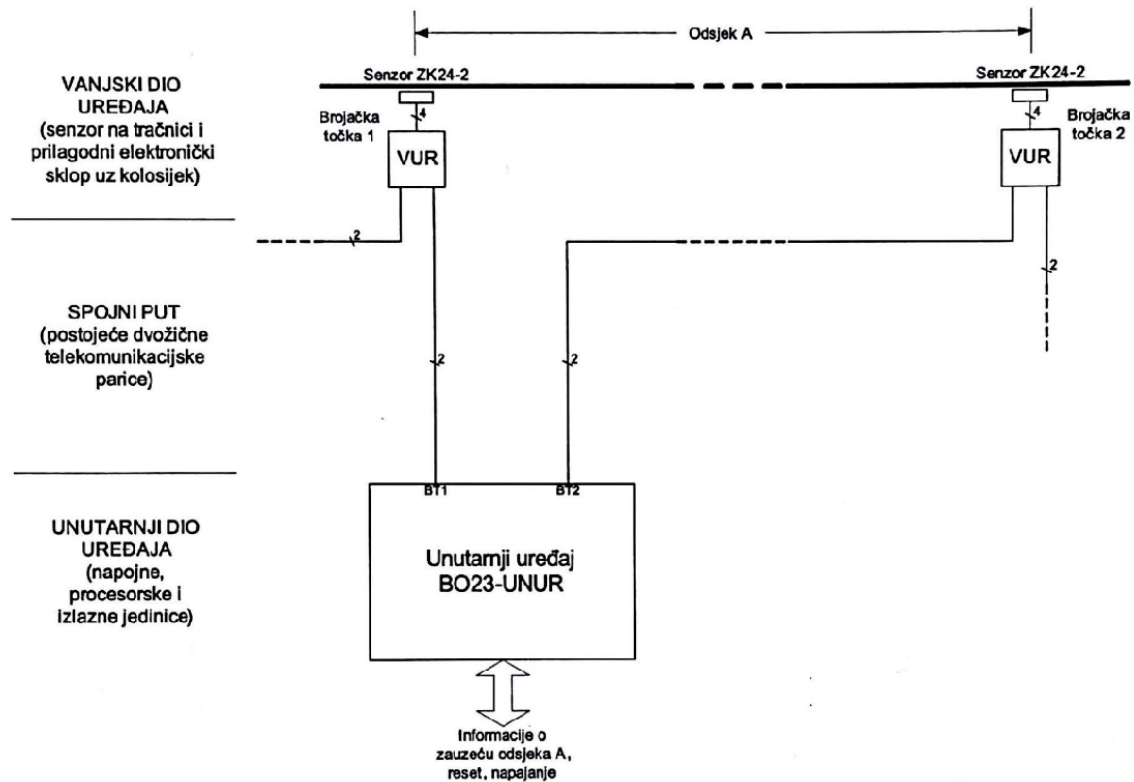 Odsjek A
Senzor ZK24-2
Senzor ZK24-2
VANJSKI DIO
UREĐAJA
(senzor na tračnici i
prilagodni elektronički
sklop uz kolosijek)
Brojačka
točka 1
4
VUR
4
Brojačka
točka 2
VUR
2
2
SPOJNI PUT
(postojeće dvožične
telekomunikacijske
parice)
2
2
BT1
BT2
UNUTARNJI DIO
UREĐAJA
(napojne,
procesorske i
izlazne jedinice)
Unutarnji uređaj
BO23-UNUR
Informacije o
zauzeću odsjeka A,
reset, napajanje